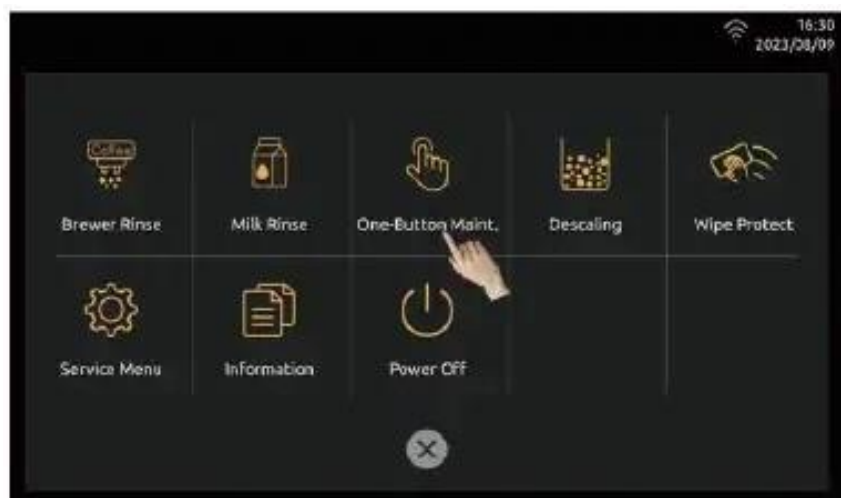 16:30
2023/08/09
Coffee
Brewer Rinse
Milk Rinse
One-Button Maint.
Descaling
Wipe Protect
Service Menu
Information
Power Off